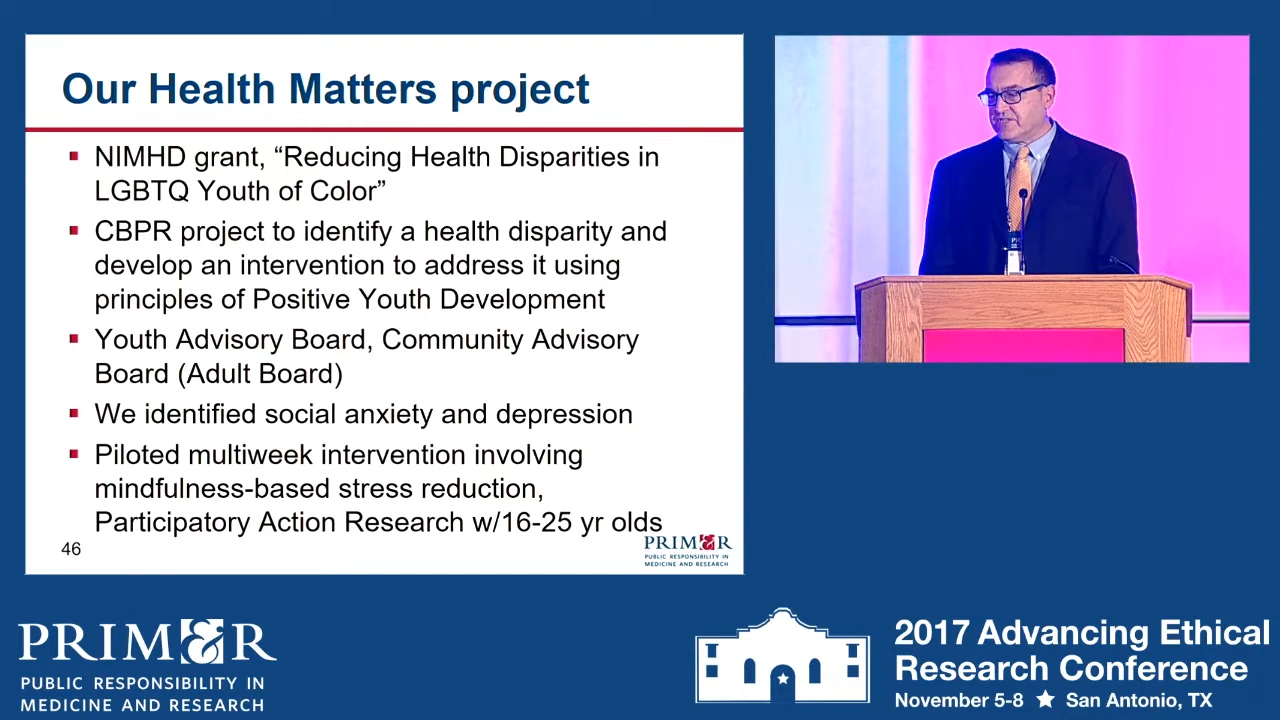 Our Health Matters project
NIMHD grant, “Reducing Health Disparities in
LGBTQ Youth of Color”
CBPR project to identify a health disparity and
develop an intervention to address it using
principles of Positive Youth Development
Youth Advisory Board, Community Advisory
Board (Adult Board)
We identified social anxiety and depression
Piloted multiweek intervention involving
mindfulness-based stress reduction,
Participatory Action Research w/16-25 yr olds
46
PRIM&R
PUBLIC RESPONSIBILITY IN
MEDICINE AND RESEARCH
PRIM&R
PUBLIC RESPONSIBILITY IN
MEDICINE AND RESEARCH
2017 Advancing Ethical
Research Conference
November 5-8 ★ San Antonio, TX